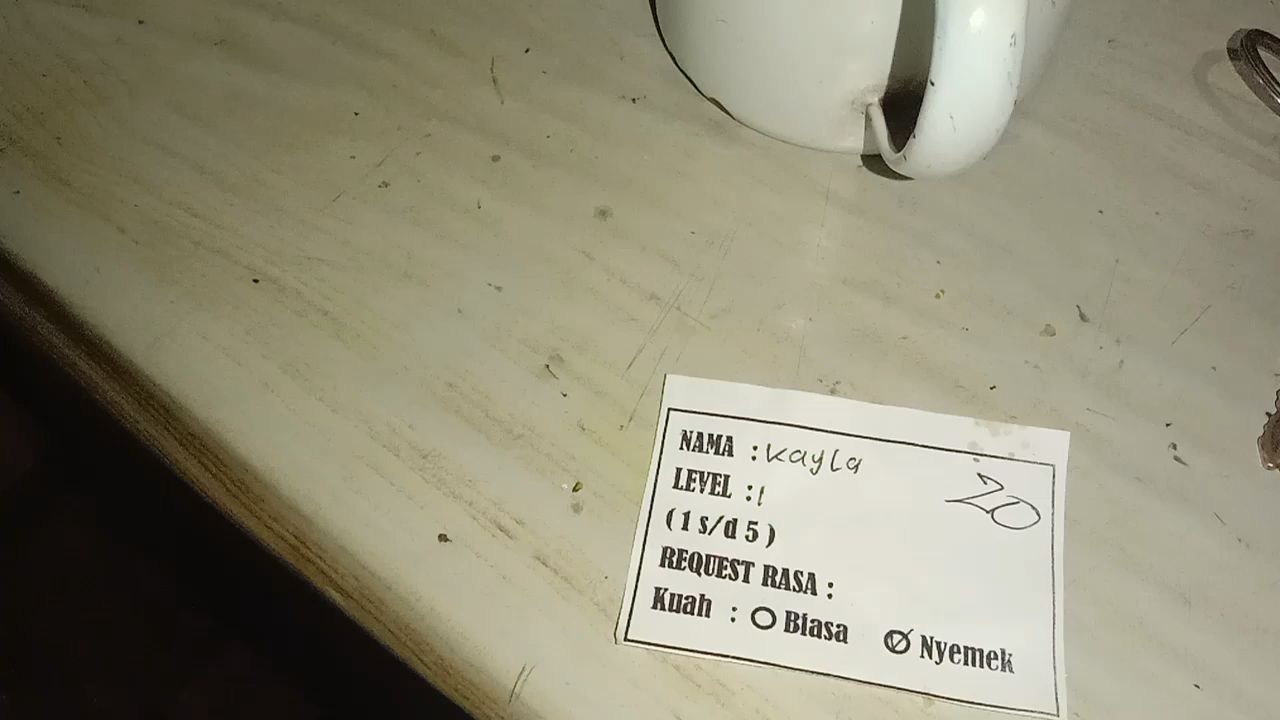 NAMA : kayla
LEVEL : 1
20
(1 s/d 5)
REQUEST RASA :
Kuah : Biasa Nyemek